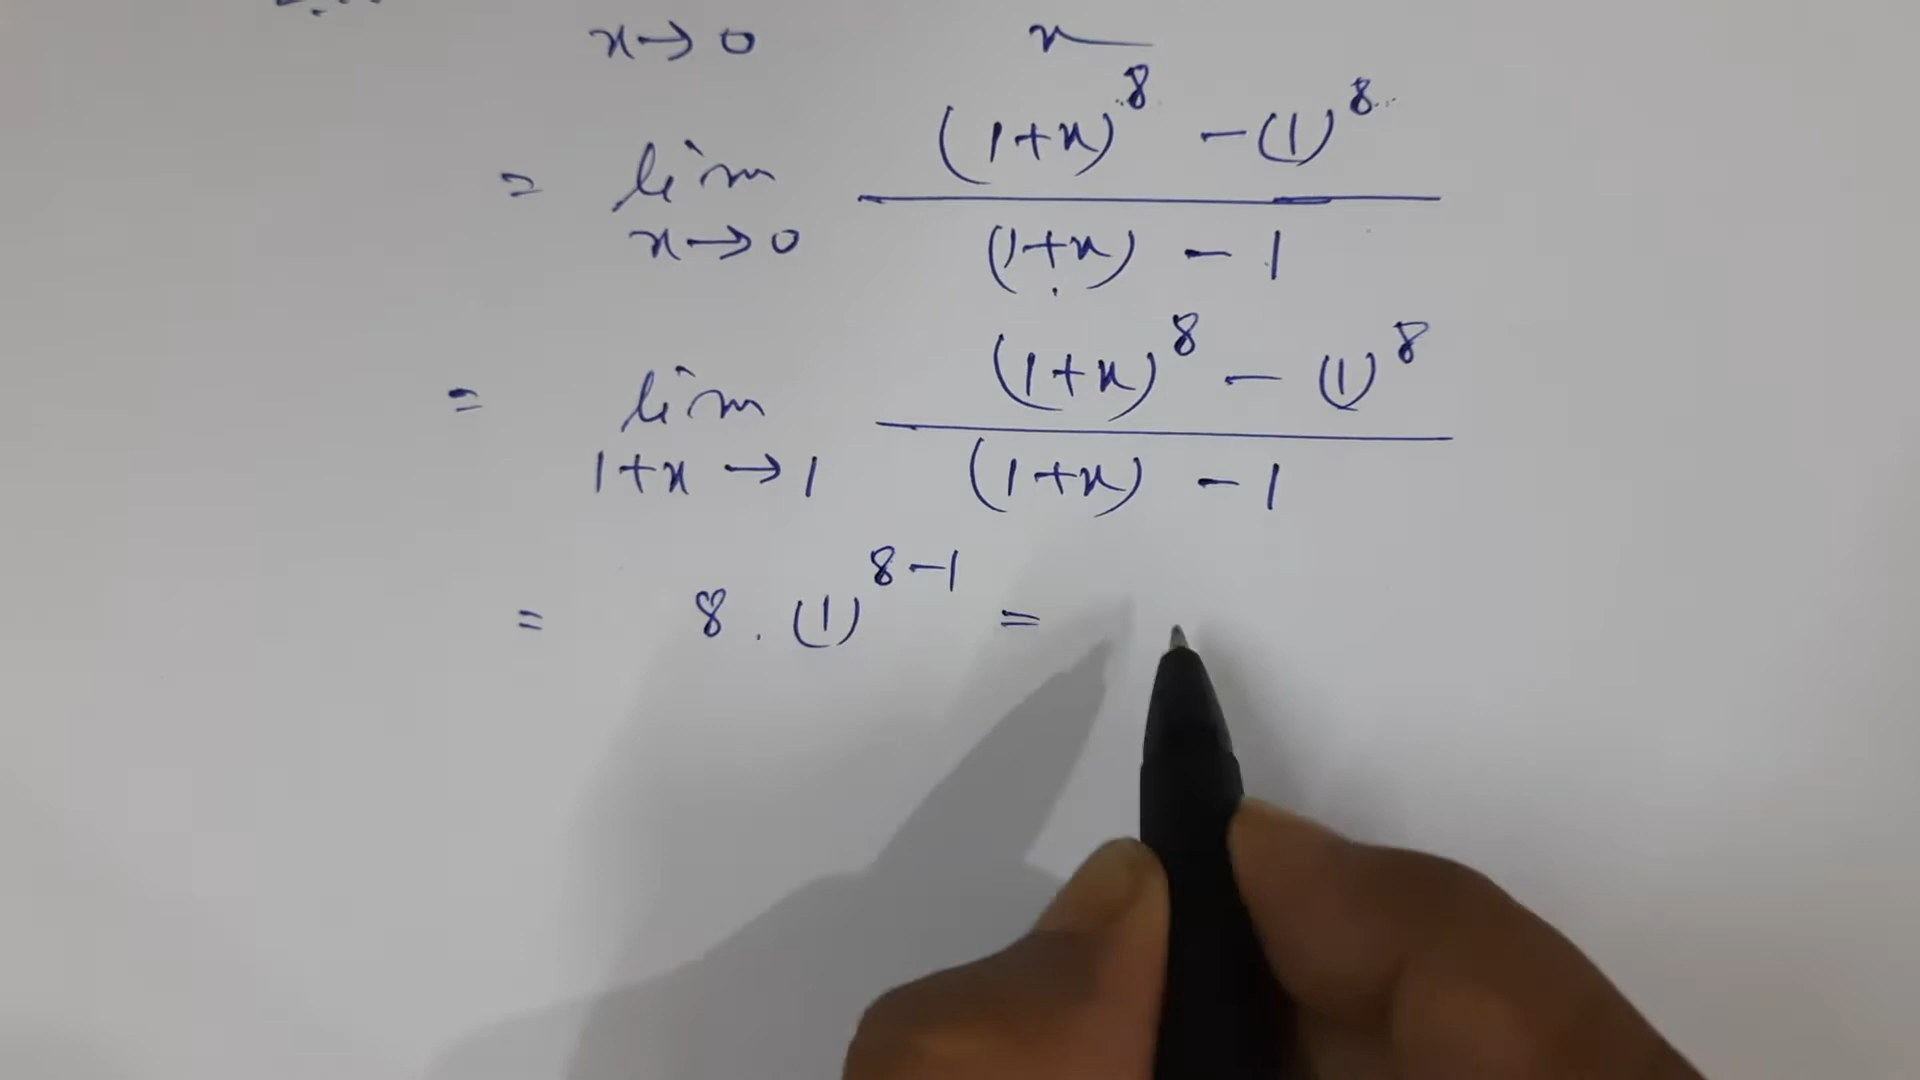 x→0 x
= lim x→0 ((1+x)^8 - (1)^8) / ((1+x) - 1)
= lim 1+x→1 ((1+x)^8 - (1)^8) / ((1+x) - 1)
= 8 . (1)^(8-1) =